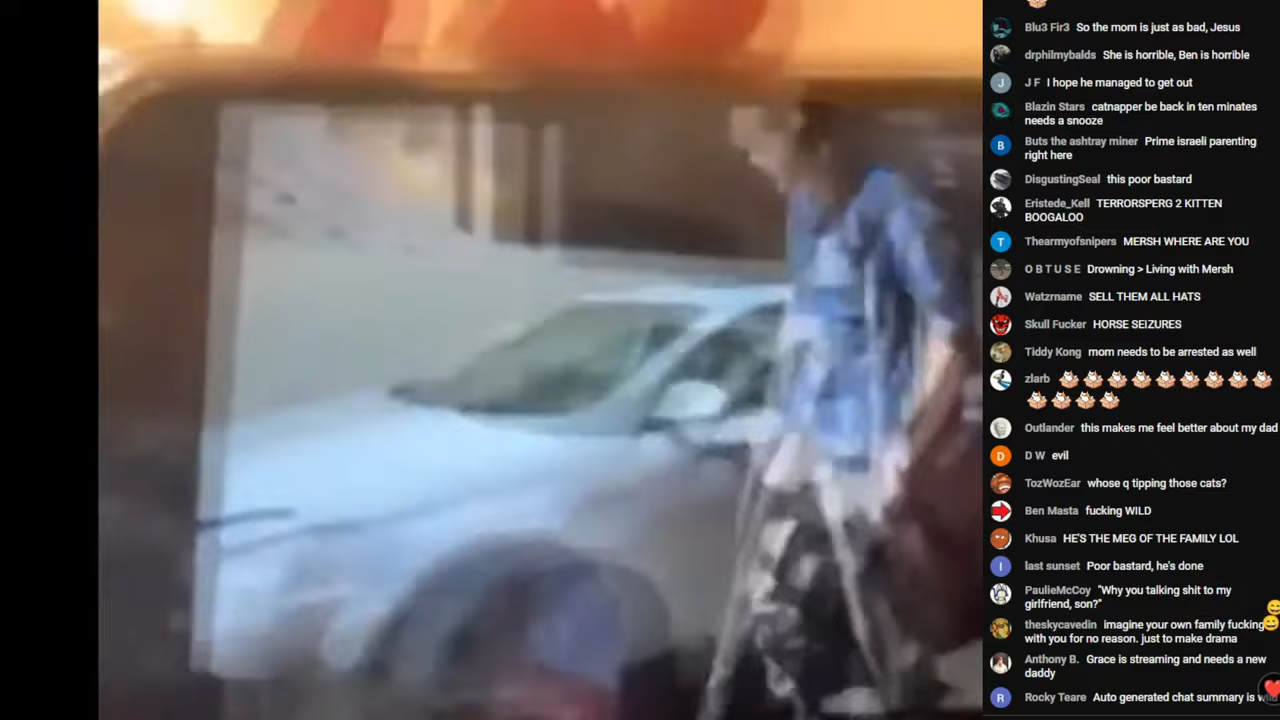 Blu3 Fir3 So the mom is just as bad, Jesus
drphilmybalds She is horrible, Ben is horrible
J F I hope he managed to get out
Blazin Stars catnapper be back in ten minates
needs a snooze
Buts the ashtray miner Prime israeli parenting
right here
DisgustingSeal this poor bastard
Eristede_Kell TERRORSPERG 2 KITTEN
BOOGALOO
Thearmyofsnipers MERSH WHERE ARE YOU
O B T U S E Drowning > Living with Mersh
Watzrname SELL THEM ALL HATS
Skull Fucker HORSE SEIZURES
Tiddy Kong mom needs to be arrested as well
zlarb
Outlander this makes me feel better about my dad
D W evil
TozWozEar whose q tipping those cats?
Ben Masta fucking WILD
Khusa HE'S THE MEG OF THE FAMILY LOL
last sunset Poor bastard, he's done
PaulieMcCoy "Why you talking shit to my
girlfriend, son?"
theskycavedin imagine your own family fucking
with you for no reason. just to make drama
Anthony B. Grace is streaming and needs a new
daddy
Rocky Teare Auto generated chat summary is